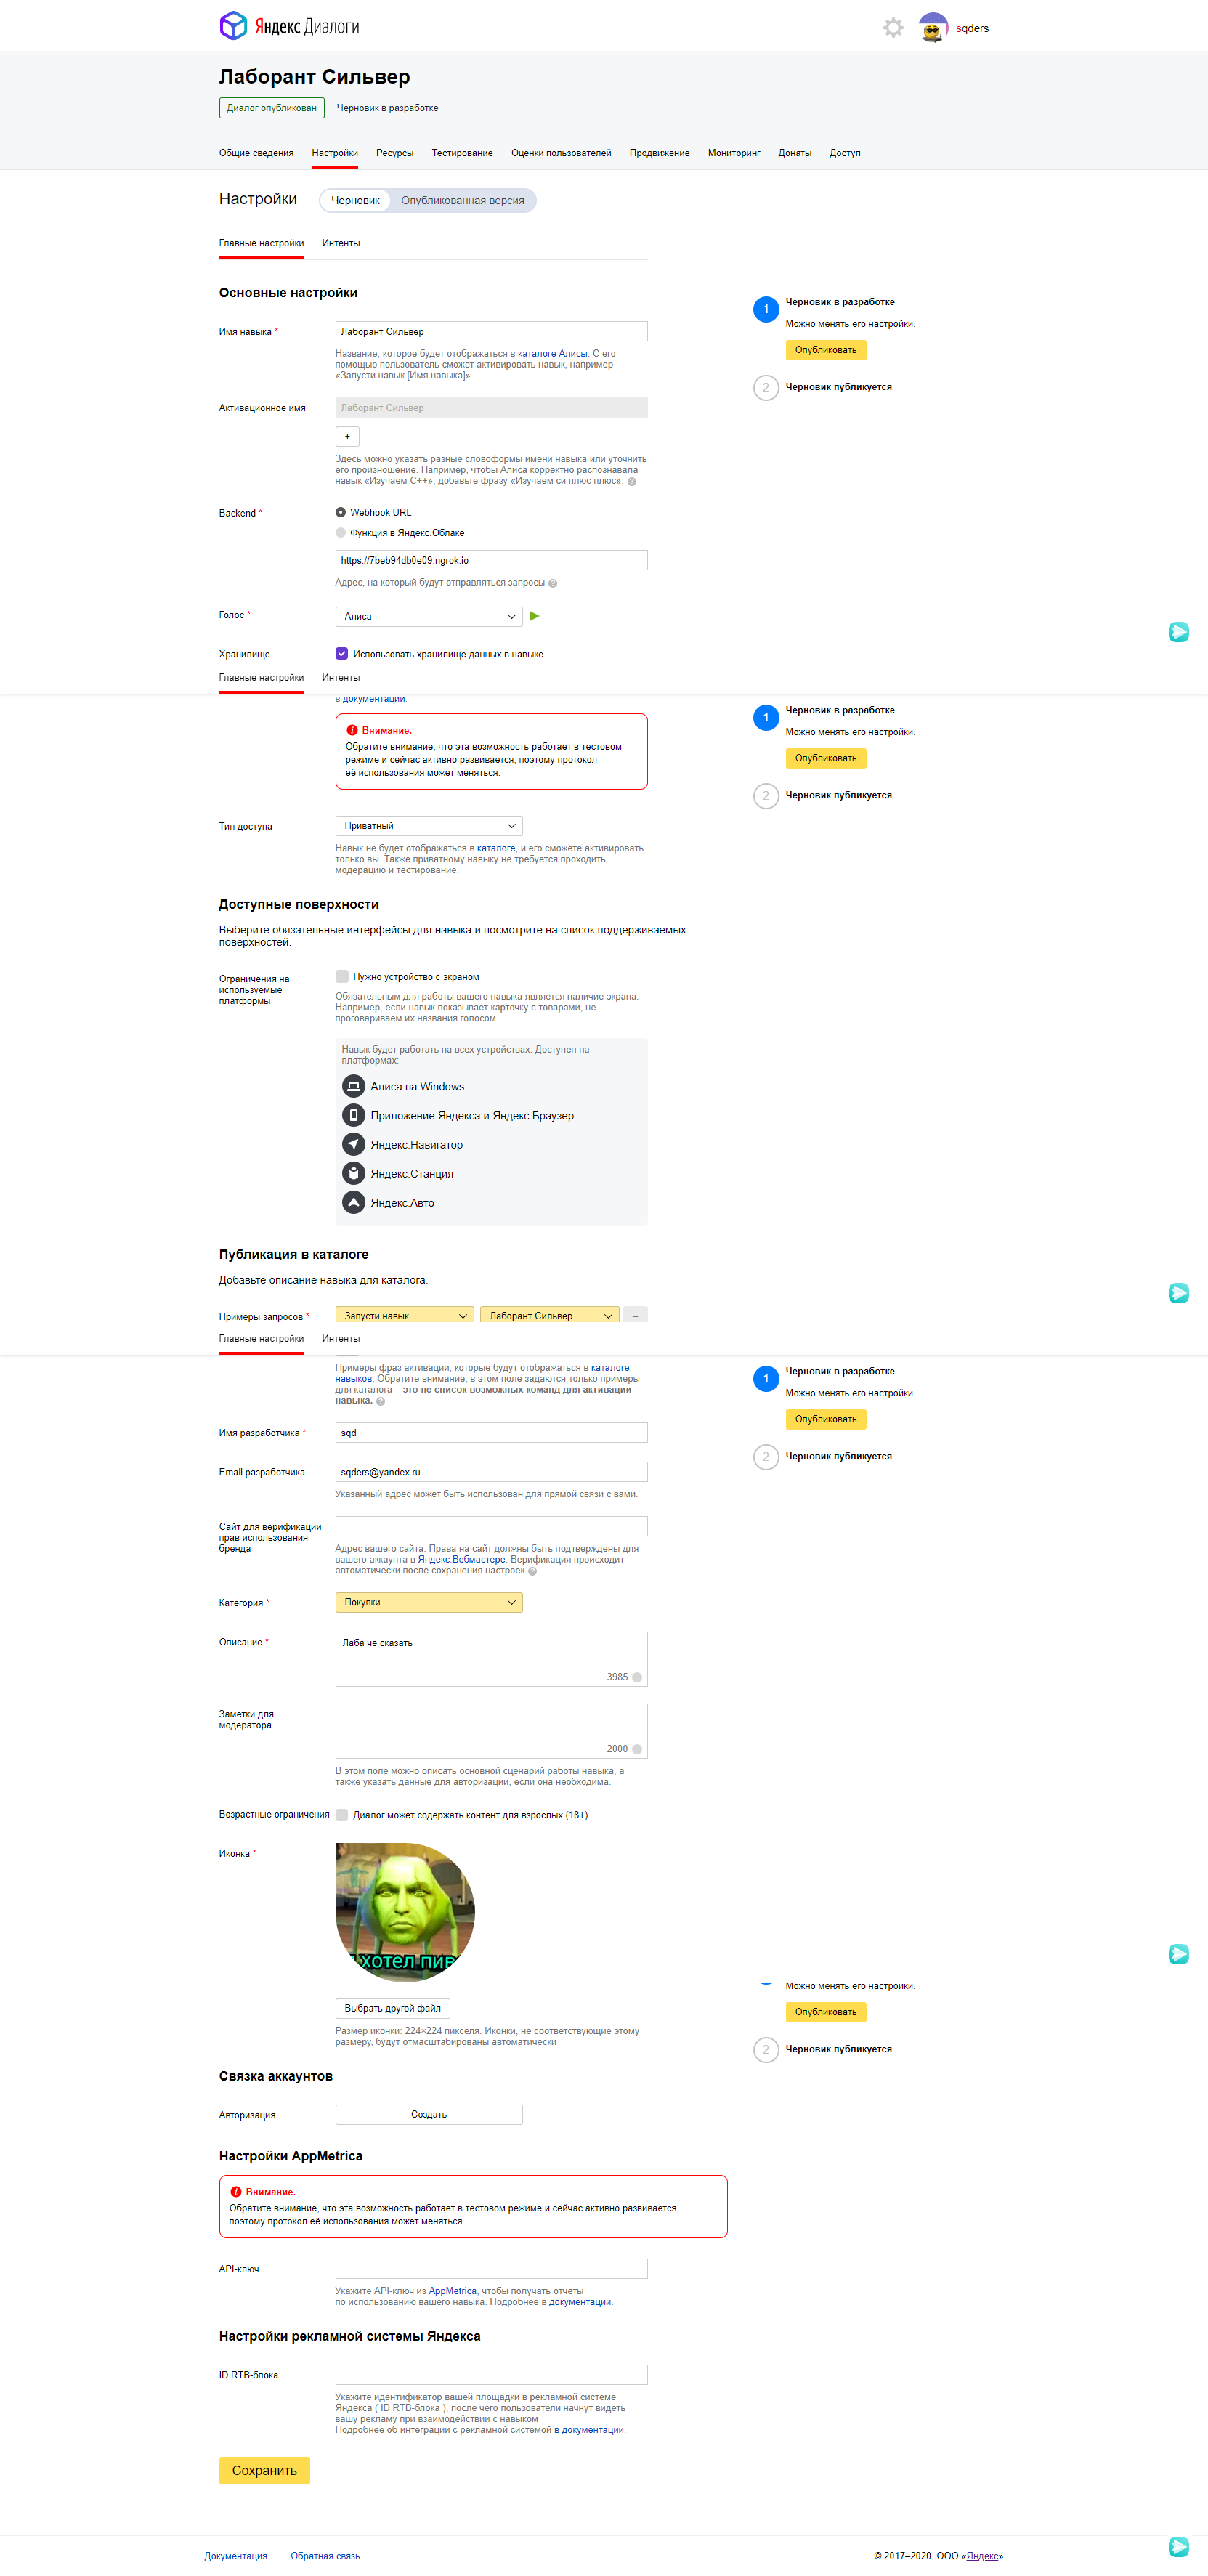 Яндекс Диалоги
sqders
Лаборант Сильвер
Диалог опубликован Черновик в разработке
Общие сведения Настройки Ресурсы Тестирование Оценки пользователей Продвижение Мониторинг Донаты Доступ
Настройки Черновик Опубликованная версия
Главные настройки Интенты
Основные настройки
Черновик в разработке
1
Можно менять его настройки.
Опубликовать
2 Черновик публикуется
Имя навыка * Лаборант Сильвер
Название, которое будет отображаться в каталоге Алисы. С его
помощью пользователь сможет активировать навык, например
«Запусти навык [Имя навыка]».
Активационное имя Лаборант Сильвер
+
Здесь можно указать разные словоформы имени навыка или уточнить
его произношение. Например, чтобы Алиса корректно распознавала
навык «Изучаем C++», добавьте фразу «Изучаем си плюс плюс». ?
Backend * Webhook URL
Функция в Яндекс.Облаке
https://7beb94db0e09.ngrok.io
Адрес, на который будут отправляться запросы ?
Голос * Алиса
Хранилище Использовать хранилище данных в навыке
Главные настройки Интенты
в документации.
Черновик в разработке
1
Можно менять его настройки.
Опубликовать
2 Черновик публикуется
Внимание.
Обратите внимание, что эта возможность работает в тестовом
режиме и сейчас активно развивается, поэтому протокол
её использования может меняться.
Тип доступа Приватный
Навык не будет отображаться в каталоге, и его сможете активировать
только вы. Также приватному навыку не требуется проходить
модерацию и тестирование.
Доступные поверхности
Выберите обязательные интерфейсы для навыка и посмотрите на список поддерживаемых
поверхностей.
Ограничения на
используемые
платформы
Нужно устройство с экраном
Обязательным для работы вашего навыка является наличие экрана.
Например, если навык показывает карточку с товарами, не
проговариваем их названия голосом.
Навык будет работать на всех устройствах. Доступен на
платформах:
Алиса на Windows
Приложение Яндекса и Яндекс.Браузер
Яндекс.Навигатор
Яндекс.Станция
Яндекс.Авто
Публикация в каталоге
Добавьте описание навыка для каталога.
Примеры запросов * Запусти навык Лаборант Сильвер –
Главные настройки Интенты
Примеры фраз активации, которые будут отображаться в каталоге
навыков. Обратите внимание, в этом поле задаются только примеры
для каталога – это не список возможных команд для активации
навыка. ?
Черновик в разработке
1
Можно менять его настройки.
Опубликовать
2 Черновик публикуется
Имя разработчика * sqd
Email разработчика sqders@yandex.ru
Указанный адрес может быть использован для прямой связи с вами.
Сайт для верификации
прав использования
бренда
Адрес вашего сайта. Права на сайт должны быть подтверждены для
вашего аккаунта в Яндекс.Вебмастере. Верификация происходит
автоматически после сохранения настроек ?
Категория * Покупки
Описание * Лаба че сказать
3985
Заметки для
модератора
2000
В этом поле можно описать основной сценарий работы навыка, а
также указать данные для авторизации, если она необходима.
Возрастные ограничения Диалог может содержать контент для взрослых (18+)
Иконка *
хотел пив
Можно менять его настройки.
Опубликовать
2 Черновик публикуется
Выбрать другой файл
Размер иконки: 224×224 пикселя. Иконки, не соответствующие этому
размеру, будут отмасштабированы автоматически
Связка аккаунтов
Авторизация Создать
Настройки AppMetrica
Внимание.
Обратите внимание, что эта возможность работает в тестовом режиме и сейчас активно развивается,
поэтому протокол её использования может меняться.
API-ключ
Укажите API-ключ из AppMetrica, чтобы получать отчеты
по использованию вашего навыка. Подробнее в документации.
Настройки рекламной системы Яндекса
ID RTB-блока
Укажите идентификатор вашей площадки в рекламной системе
Яндекса ( ID RTB-блока ), после чего пользователи начнут видеть
вашу рекламу при взаимодействии с навыком
Подробнее об интеграции с рекламной системой в документации.
Сохранить
Документация Обратная связь © 2017–2020 ООО «Яндекс»